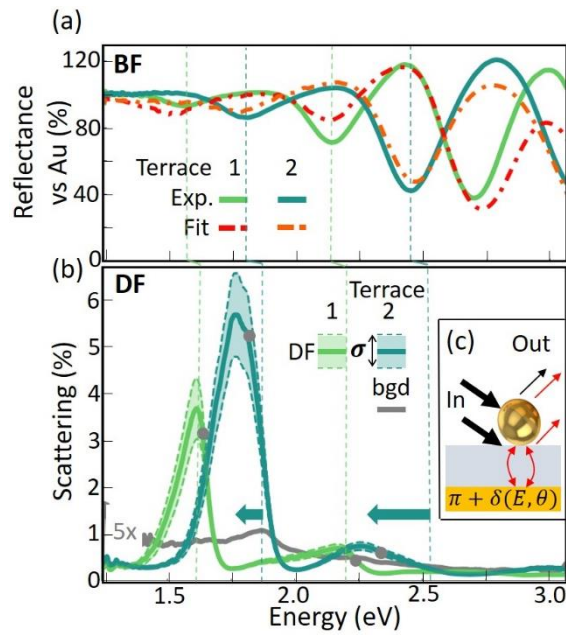 (a)
BF
120
80
40
0
Reflectance
vs Au (%)
Terrace 1 2
Exp.
Fit
(b)
DF
6
5
4
3
2
1
0
Scattering (%)
Terrace
1 2
DF σ
bgd
5x
(c)
Out
In
π + δ(E, θ)
1.5 2.0 2.5 3.0
Energy (eV)